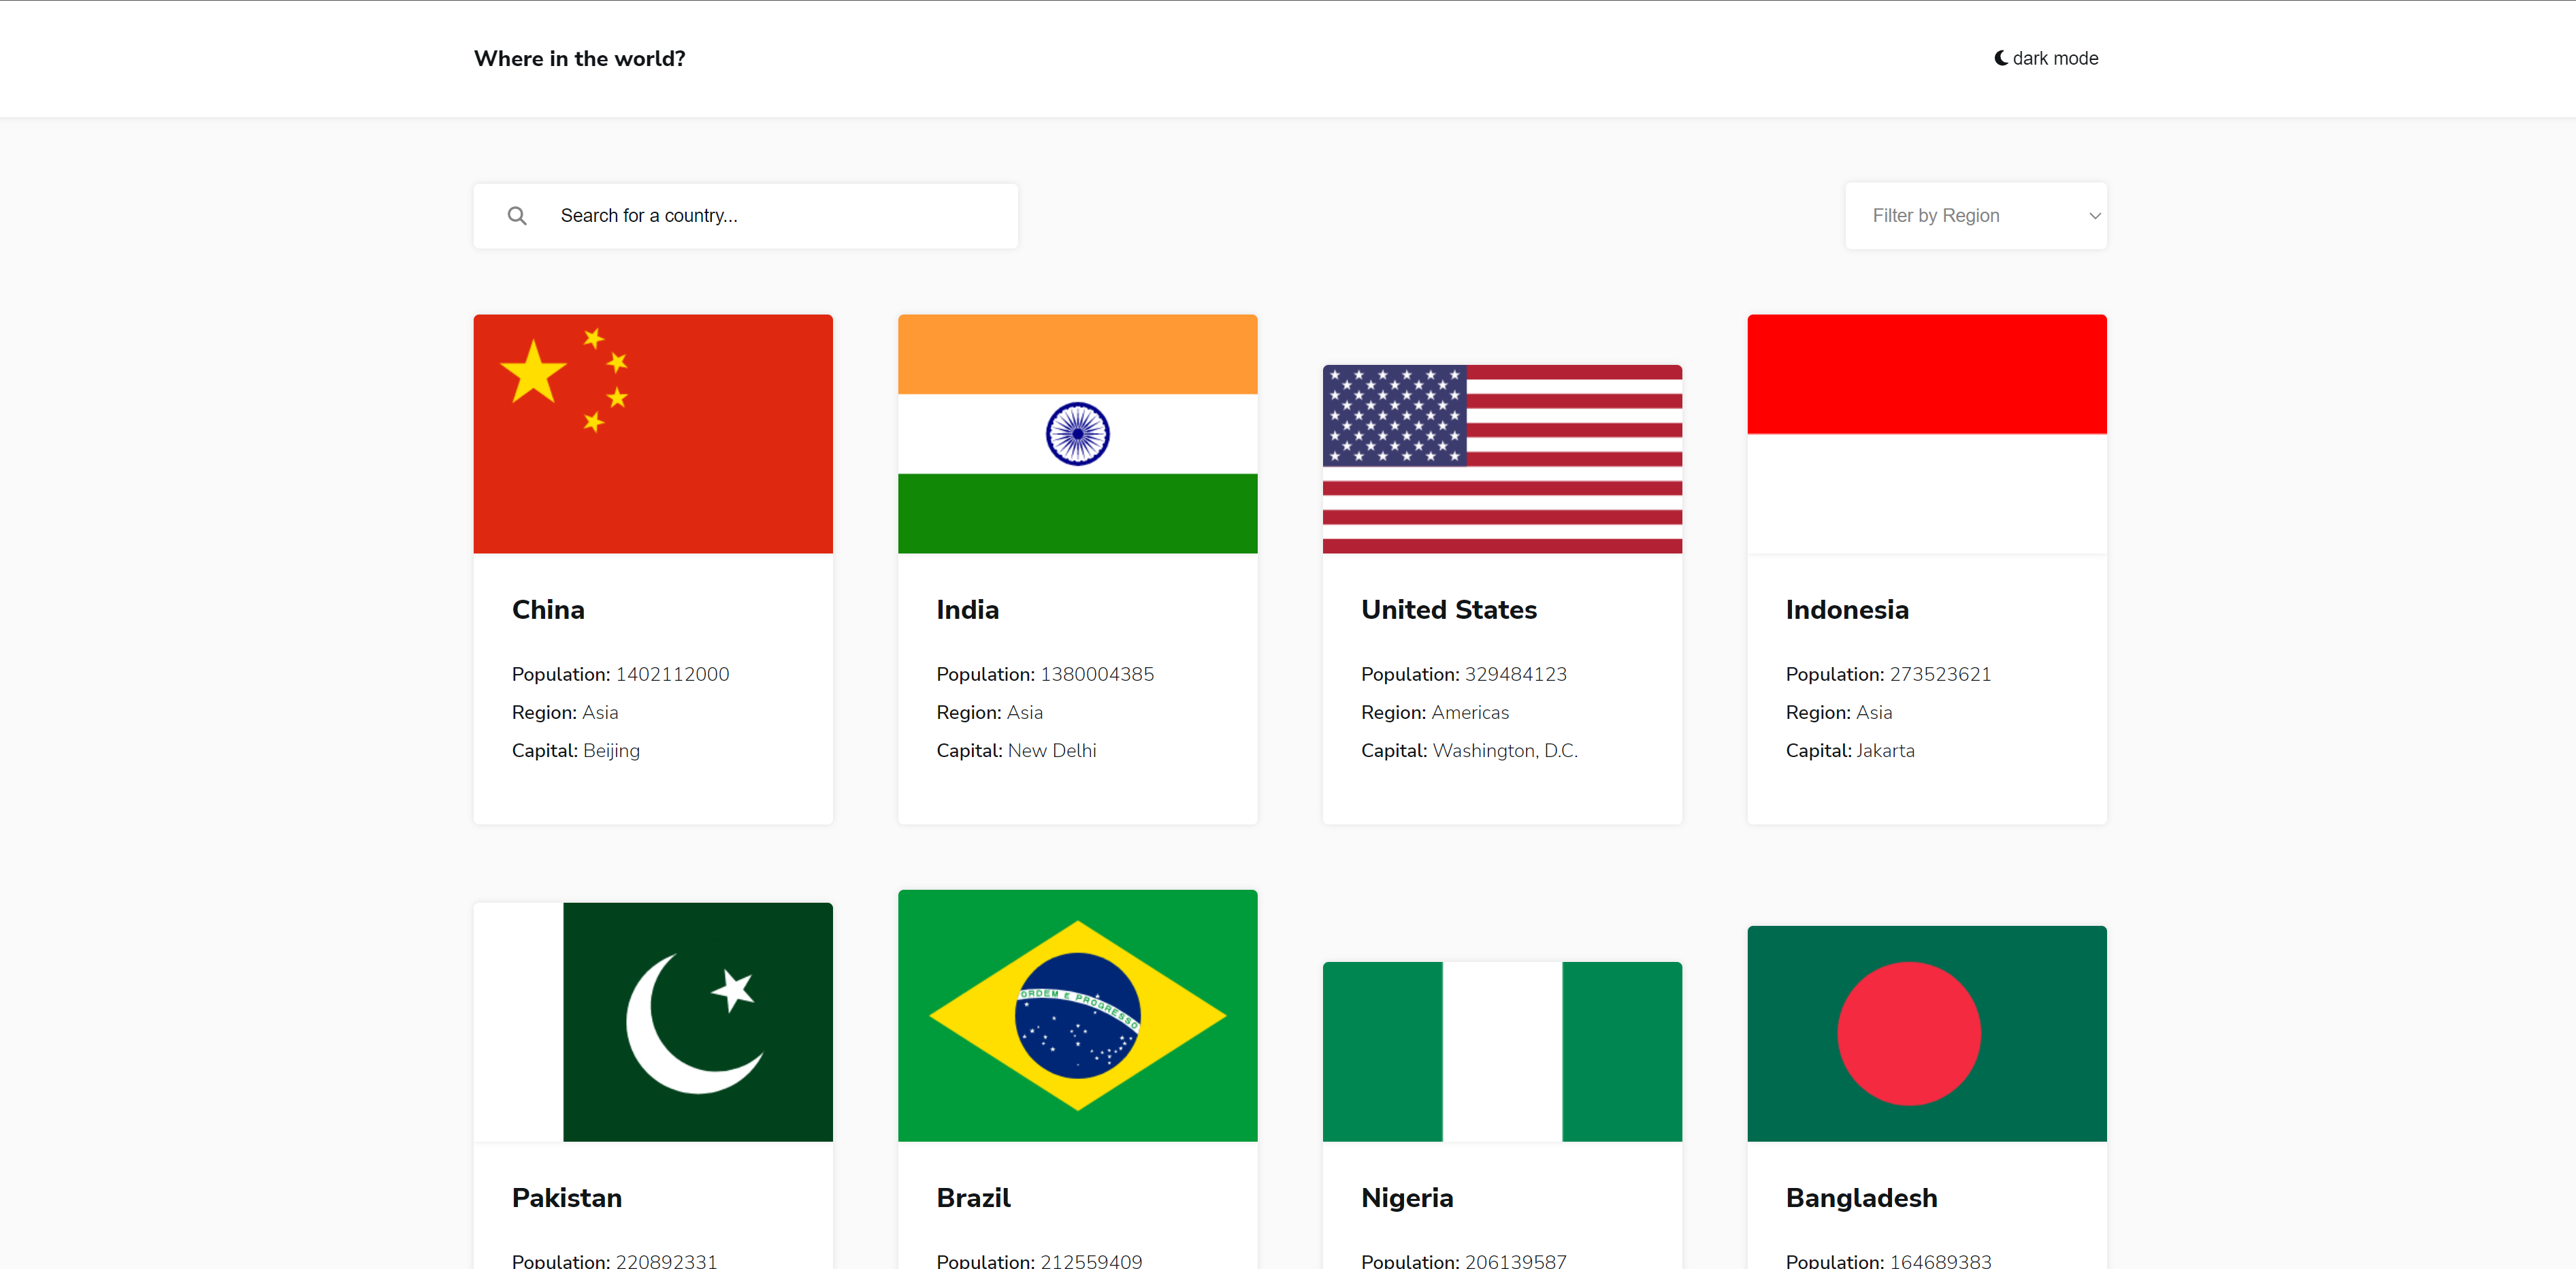 Where in the world?
dark mode
Search for a country...
Filter by Region
ORDEM E PROGRESSO
China
Population: 1402112000
Region: Asia
Capital: Beijing
India
Population: 1380004385
Region: Asia
Capital: New Delhi
United States
Population: 329484123
Region: Americas
Capital: Washington, D.C.
Indonesia
Population: 273523621
Region: Asia
Capital: Jakarta
Pakistan
Population: 220892331
Brazil
Population: 212559409
Nigeria
Population: 206139587
Bangladesh
Population: 164689383